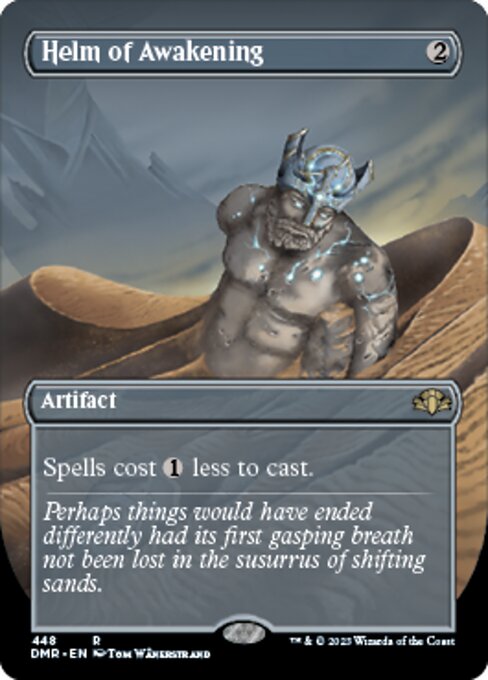 Helm of Awakening 2
Artifact
Spells cost 1 less to cast.
Perhaps things would have ended
differently had its first gasping breath
not been lost in the susurrus of shifting
sands.
448 R
DMR • EN Tom Wänerstrand
™ & © 2023 Wizards of the Coast